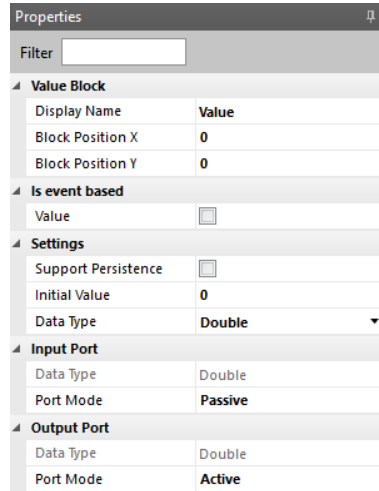 Properties
Filter
Value Block
Display Name Value
Block Position X 0
Block Position Y 0
Is event based
Value
Settings
Support Persistence
Initial Value 0
Data Type Double
Input Port
Data Type Double
Port Mode Passive
Output Port
Data Type Double
Port Mode Active